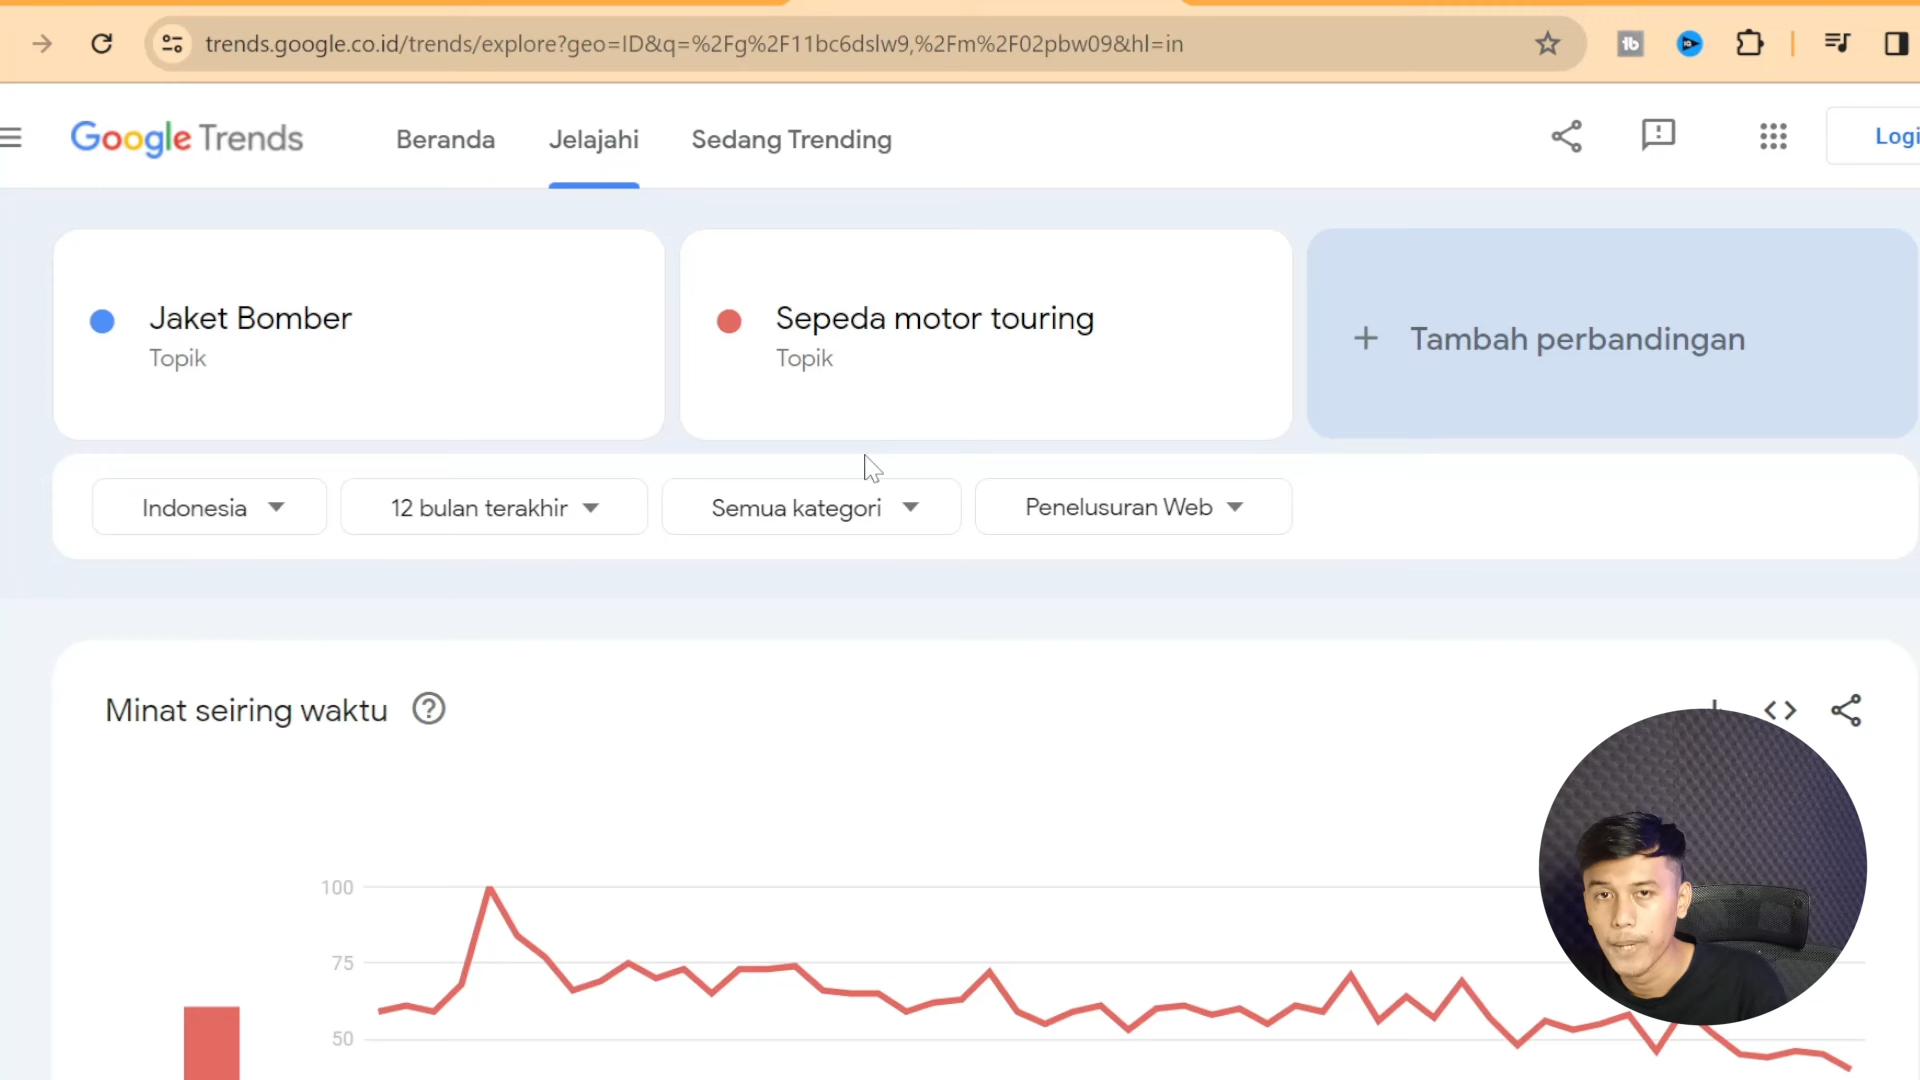 trends.google.co.id/trends/explore?geo=ID&q=%2Fg%2F11bc6dslw9,%2Fm%2F02pbw09&hl=in
tb
Google Trends
Beranda
Jelajahi
Sedang Trending
Logi
Jaket Bomber
Topik
Sepeda motor touring
Topik
+ Tambah perbandingan
Indonesia
12 bulan terakhir
Semua kategori
Penelusuran Web
Minat seiring waktu
100
75
50